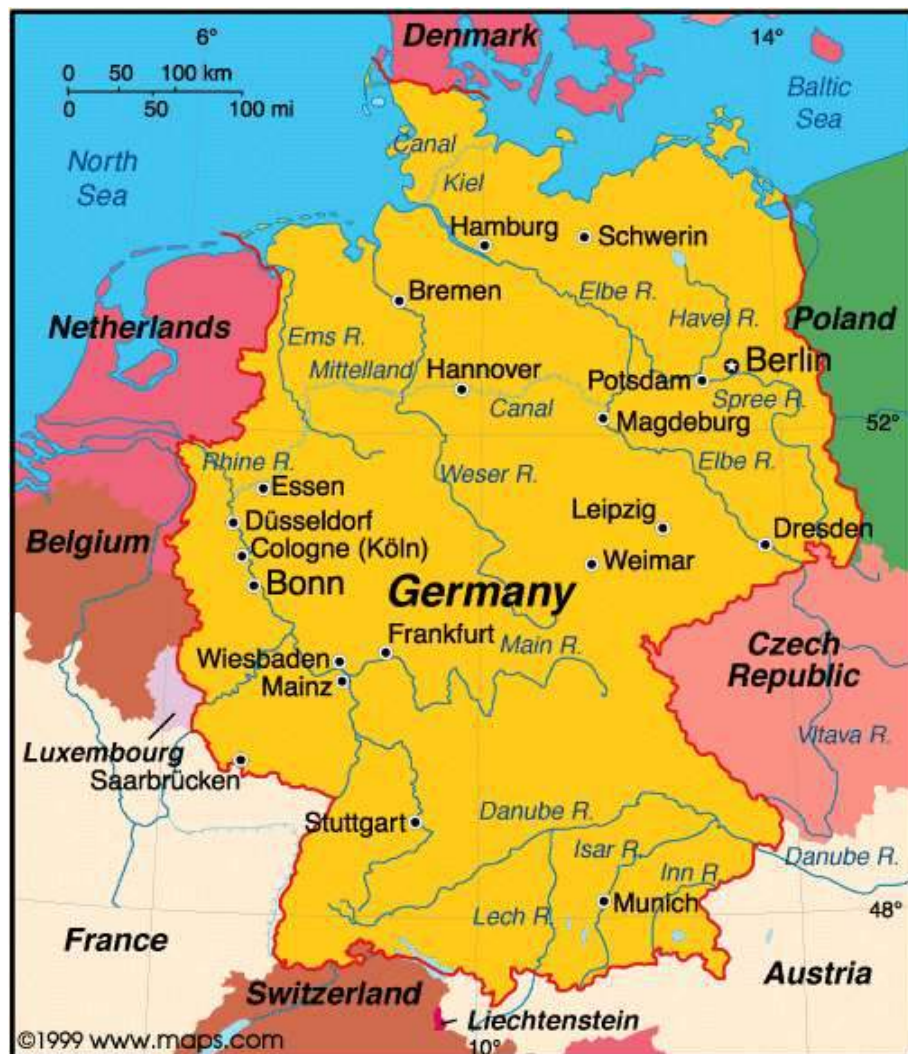 6°
Denmark
14°
0 50 100 km
0 50 100 mi
Baltic
Sea
North
Sea
Canal
Kiel
Hamburg
Schwerin
Bremen
Elbe R.
Havel R.
Netherlands
Poland
Ems R.
Mittelland
Hannover
Berlin
Potsdam
Canal
Spree R.
Magdeburg
52°
Rhine R.
Weser R.
Elbe R.
Essen
Leipzig
Düsseldorf
Dresden
Belgium
Cologne (Köln)
Weimar
Bonn
Germany
Frankfurt
Main R.
Czech
Republic
Wiesbaden
Mainz
Luxembourg
Vltava R.
Saarbrücken
Stuttgart
Danube R.
Isar R.
Danube R.
Inn R.
Lech R.
Munich
48°
France
Austria
Switzerland
Liechtenstein
©1999 www.maps.com
10°